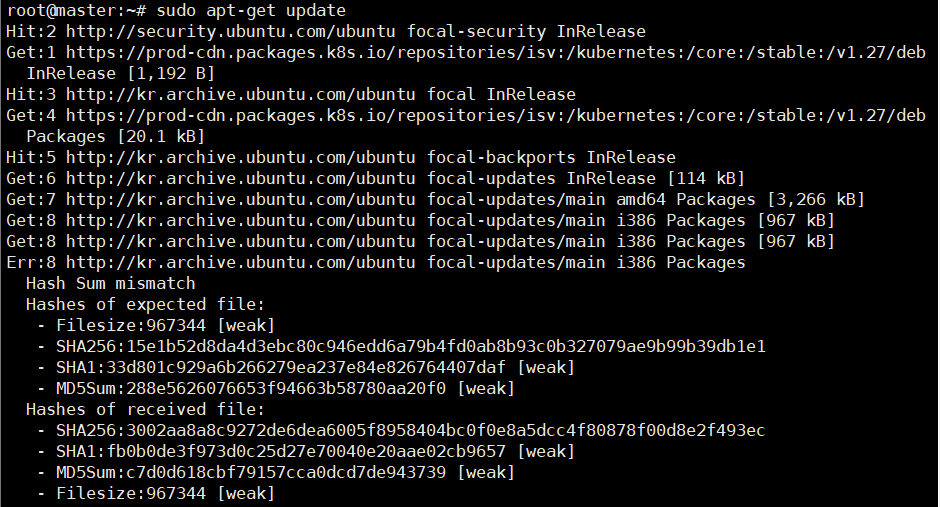 root@master:~# sudo apt-get update
Hit:2 http://security.ubuntu.com/ubuntu focal-security InRelease
Get:1 https://prod-cdn.packages.k8s.io/repositories/isv:/kubernetes:/core:/stable:/v1.27/deb
InRelease [1,192 B]
Hit:3 http://kr.archive.ubuntu.com/ubuntu focal InRelease
Get:4 https://prod-cdn.packages.k8s.io/repositories/isv:/kubernetes:/core:/stable:/v1.27/deb
Packages [20.1 kB]
Hit:5 http://kr.archive.ubuntu.com/ubuntu focal-backports InRelease
Get:6 http://kr.archive.ubuntu.com/ubuntu focal-updates InRelease [114 kB]
Get:7 http://kr.archive.ubuntu.com/ubuntu focal-updates/main amd64 Packages [3,266 kB]
Get:8 http://kr.archive.ubuntu.com/ubuntu focal-updates/main i386 Packages [967 kB]
Get:8 http://kr.archive.ubuntu.com/ubuntu focal-updates/main i386 Packages [967 kB]
Err:8 http://kr.archive.ubuntu.com/ubuntu focal-updates/main i386 Packages
Hash Sum mismatch
Hashes of expected file:
- Filesize:967344 [weak]
- SHA256:15e1b52d8da4d3ebc80c946edd6a79b4fd0ab8b93c0b327079ae9b99b39db1e1
- SHA1:33d801c929a6b266279ea237e84e826764407daf [weak]
- MD5Sum:288e5626076653f94663b58780aa20f0 [weak]
Hashes of received file:
- SHA256:3002aa8a8c9272de6dea6005f8958404bc0f0e8a5dcc4f80878f00d8e2f493ec
- SHA1:fb0b0de3f973d0c25d27e70040e20aae02cb9657 [weak]
- MD5Sum:c7d0d618cbf79157cca0dcd7de943739 [weak]
- Filesize:967344 [weak]